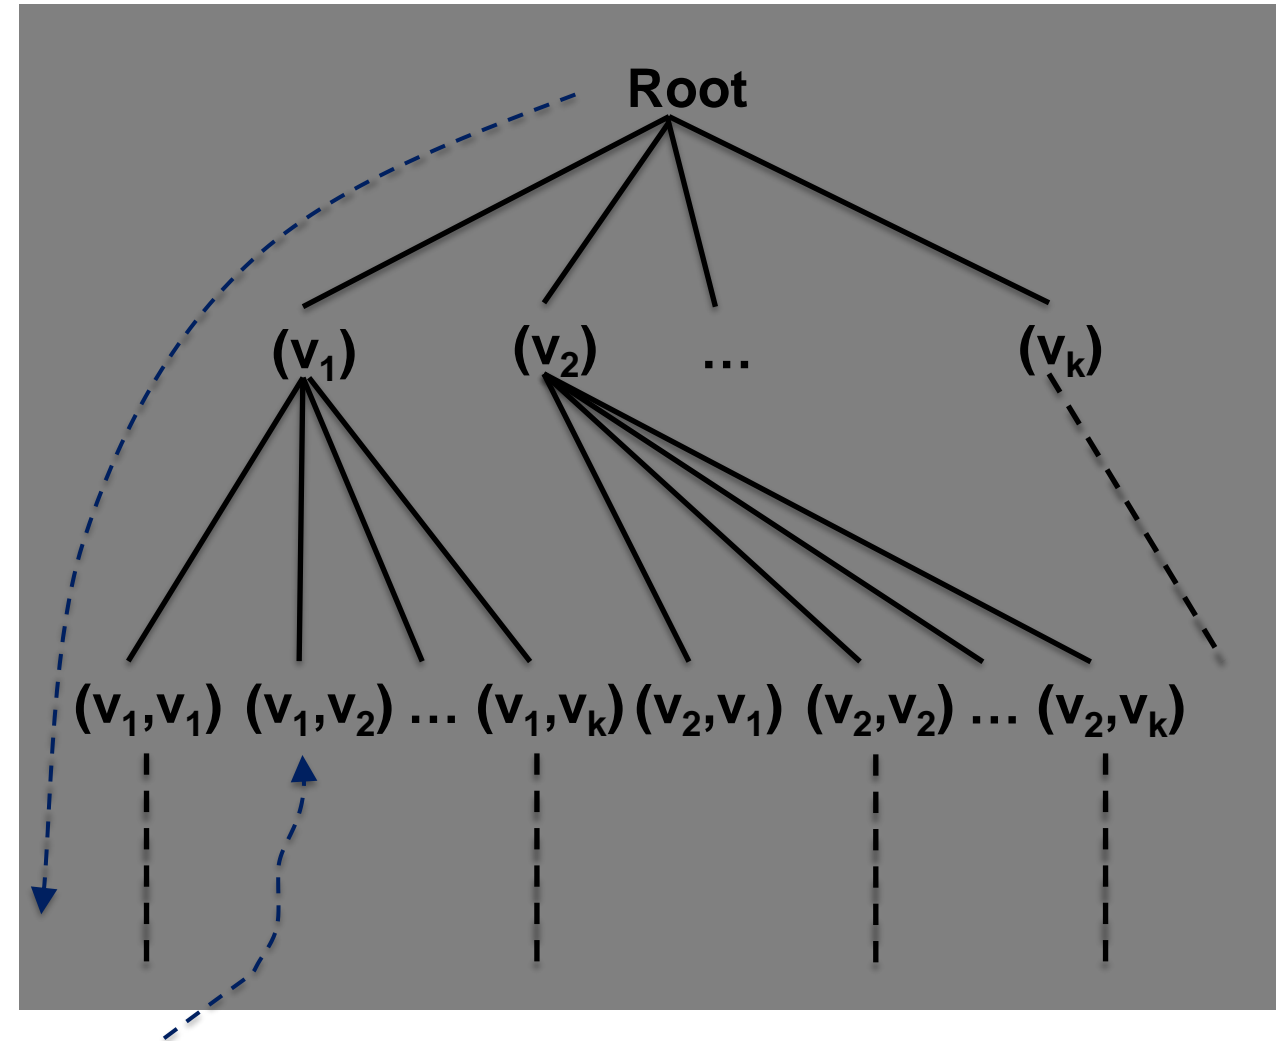 Root
(v1) (v2) … (vk)
(v1,v1) (v1,v2) … (v1,vk) (v2,v1) (v2,v2) … (v2,vk)